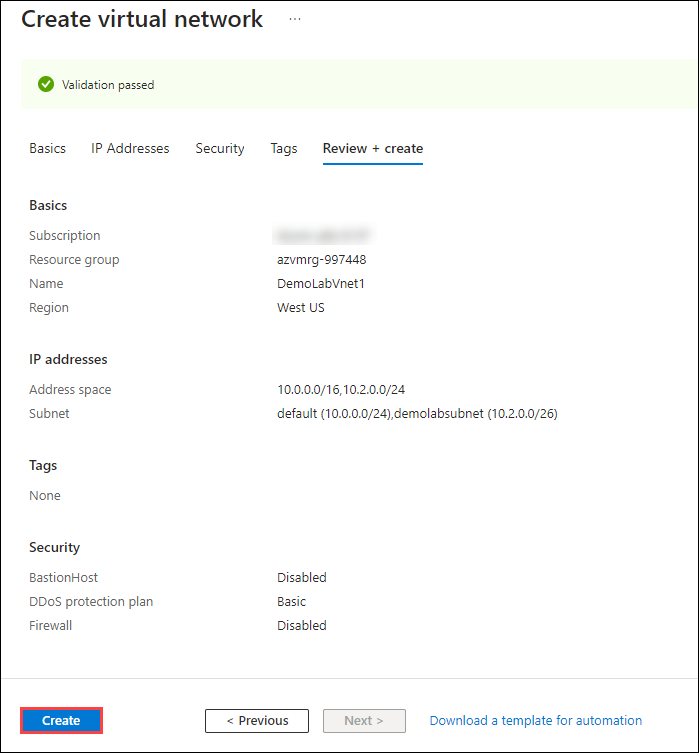 Create virtual network ...
Validation passed
Basics IP Addresses Security Tags Review + create
Basics
Subscription
Resource group azvmrg-997448
Name DemoLabVnet1
Region West US
IP addresses
Address space 10.0.0.0/16,10.2.0.0/24
Subnet default (10.0.0.0/24),demolabsubnet (10.2.0.0/26)
Tags
None
Security
BastionHost Disabled
DDoS protection plan Basic
Firewall Disabled
Create < Previous Next > Download a template for automation